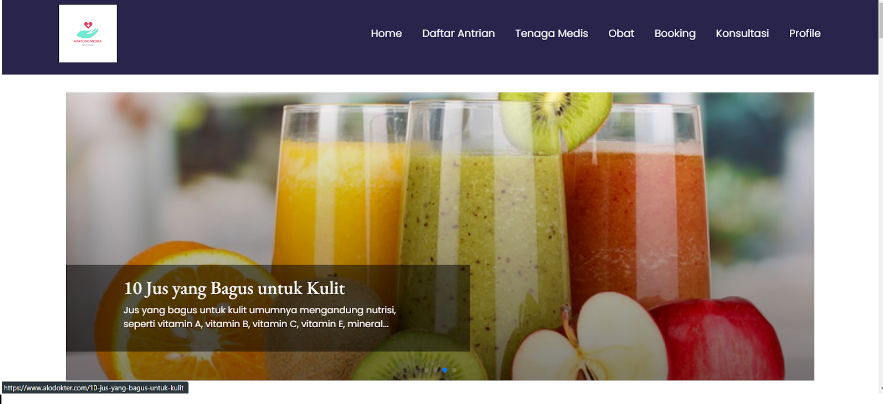 Home Daftar Antrian Tenaga Medis Obat Booking Konsultasi Profile
10 Jus yang Bagus untuk Kulit
Jus yang bagus untuk kulit umumnya mengandung nutrisi,
seperti vitamin A, vitamin B, vitamin C, vitamin E, mineral...
https://www.alodokter.com/10-jus-yang-bagus-untuk-kulit